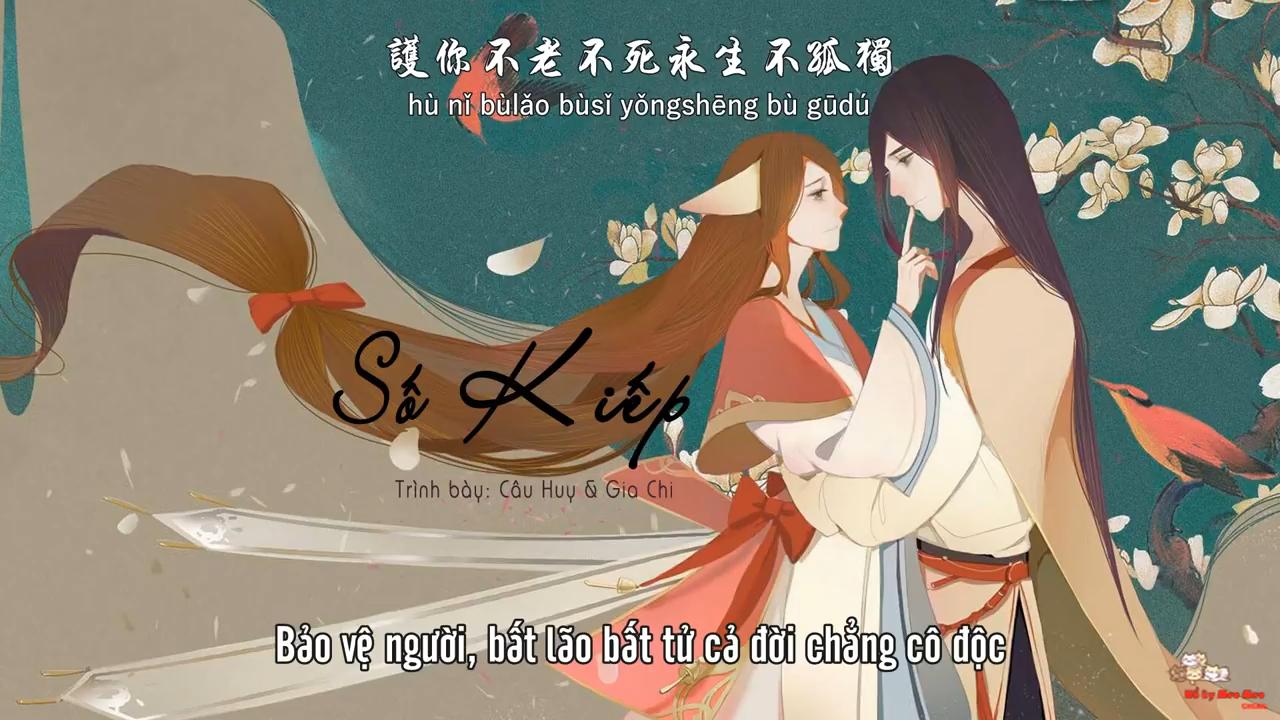 護你不老不死永生不孤獨
hù nǐ bùlǎo bùsǐ yǒngshēng bù gūdú
Số Kiếp
Trình bày: Câu Huy & Gia Chi
Bảo vệ người, bất lão bất tử cả đời chẳng cô độc